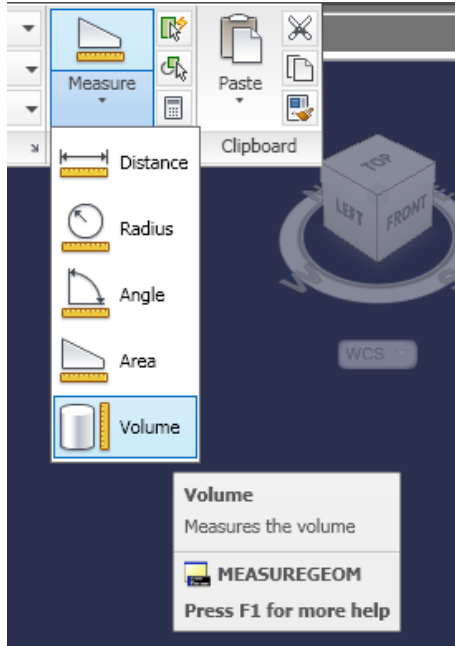 Measure
Paste
Clipboard
Distance
Radius
Angle
Area
Volume
TOP
LEFT
FRONT
W
S
WCS
Volume
Measures the volume
MEASUREGEOM
Press F1 for more help